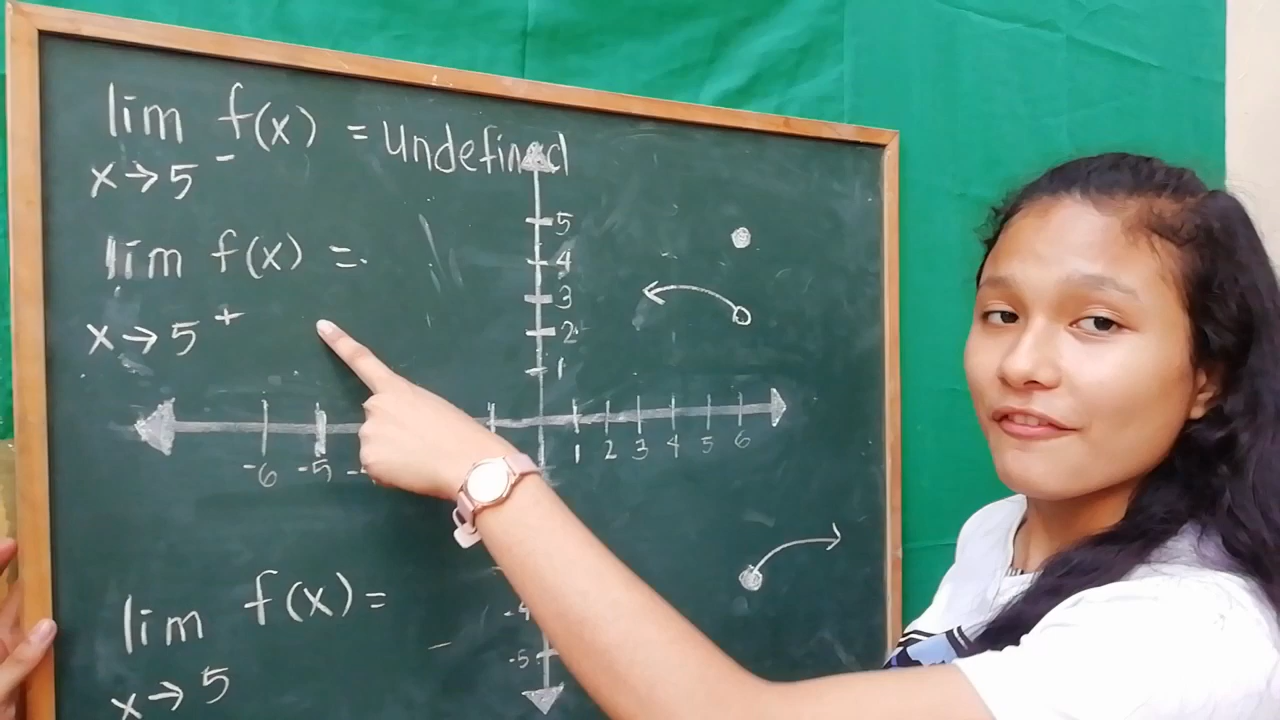 lim f(x) = undefined
x→5⁻
lim f(x) =
x→5⁺
5
4
3
2
1
-6 -5 1 2 3 4 5 6
lim f(x) =
x→5
-4
-5